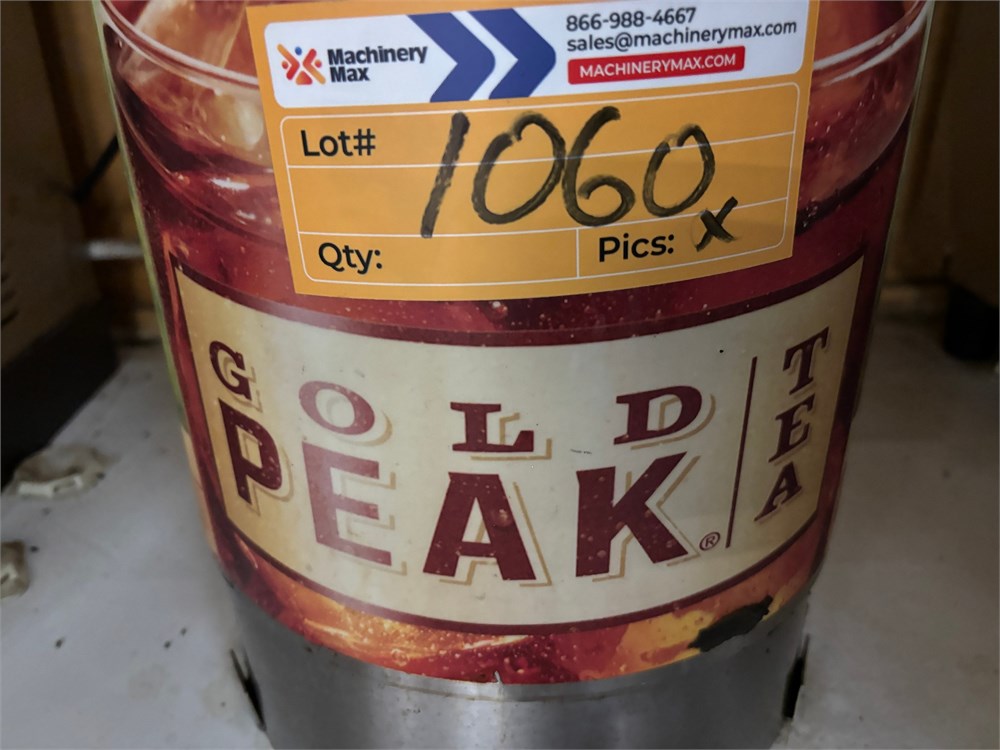 Machinery
Max
866-988-4667
sales@machinerymax.com
MACHINERYMAX.COM
Lot# 1060
Qty:
Pics: X
GOLD
PEAK®
TEA